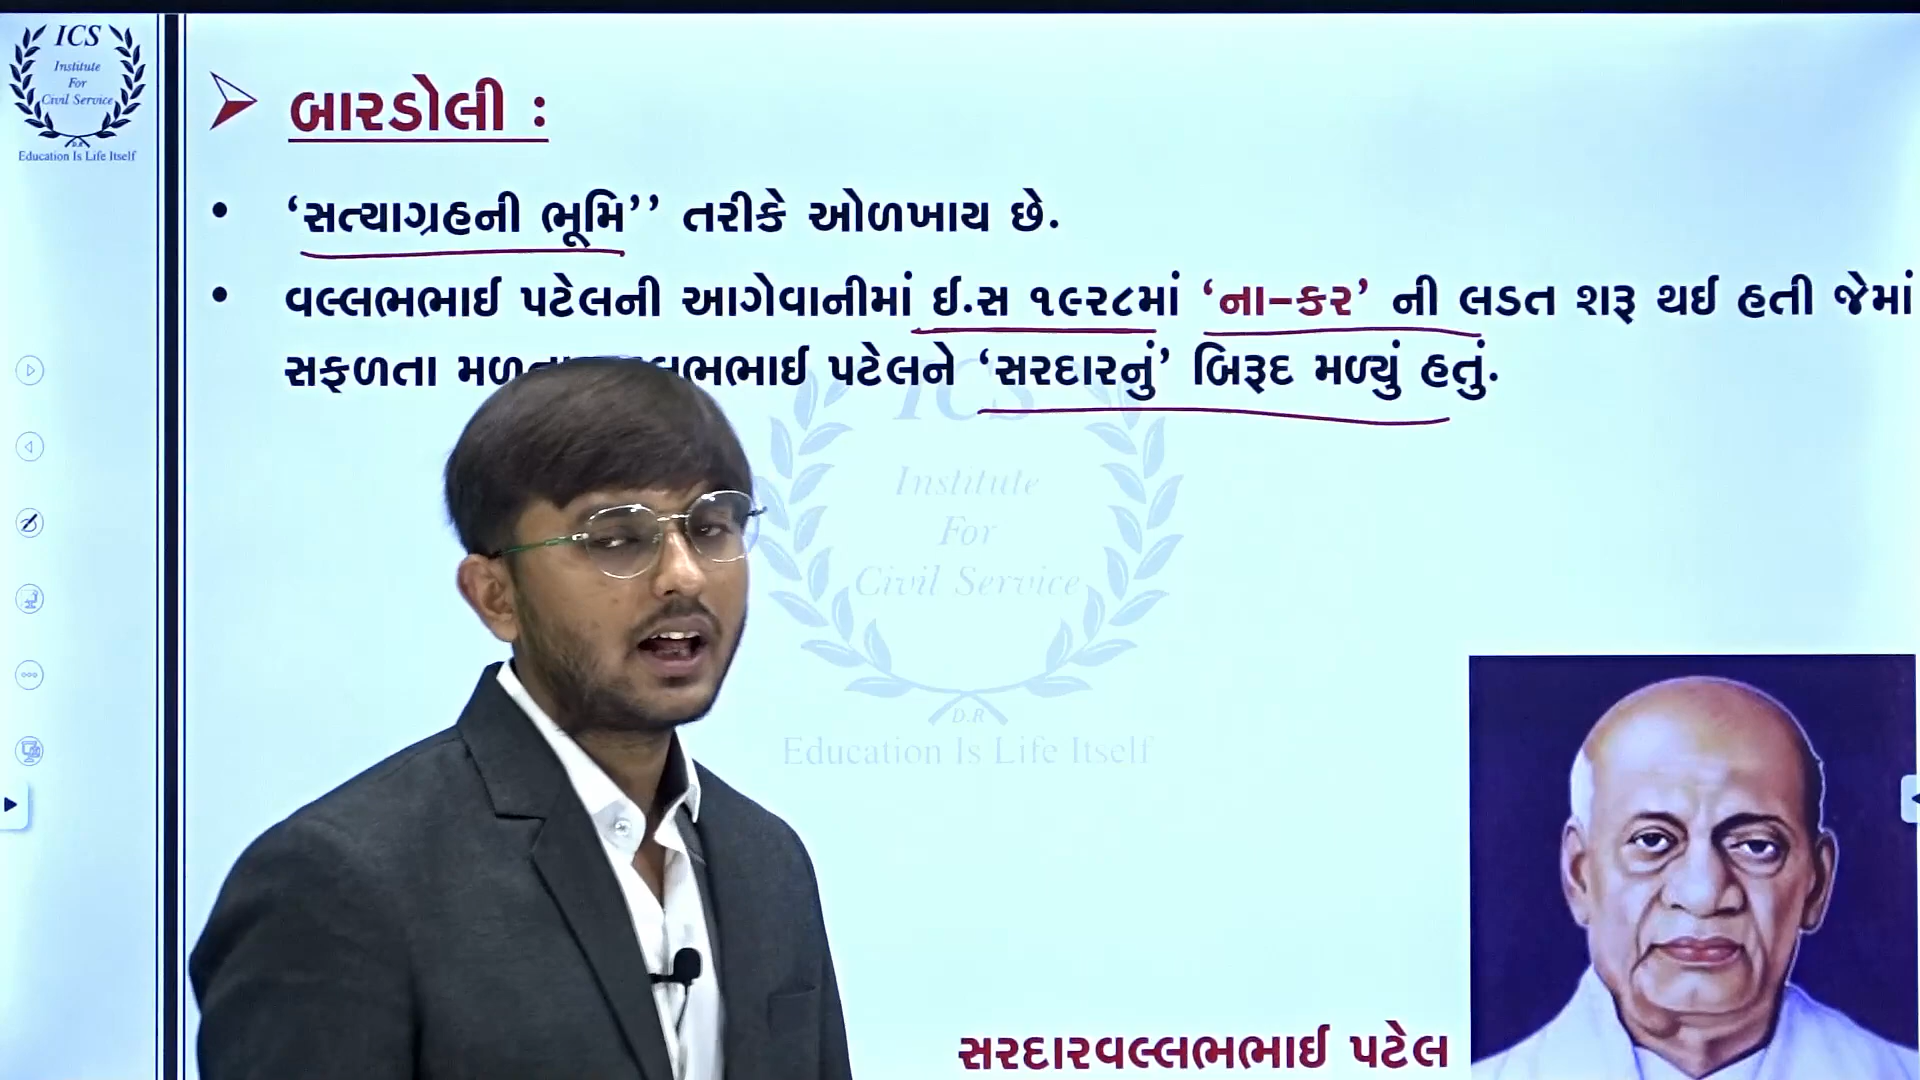 ICS
Institute
For
Civil Service
D.R
Education Is Life Itself
બારડોલી :
• ‘સત્યાગ્રહની ભૂમિ’’ તરીકે ઓળખાય છે.
• વલ્લભભાઈ પટેલની આગેવાનીમાં ઈ.સ ૧૯૨૮માં ‘ના–કર’ ની લડત શરૂ થઈ હતી જેમાં
સફળતા પટેલને ‘સરદારનું’ બિરૂદ મળ્યું હતું.
ICS
Institute
For
Civil Service
D.R
Education Is Life Itself
સરદારવલ્લભભાઈ પટેલ